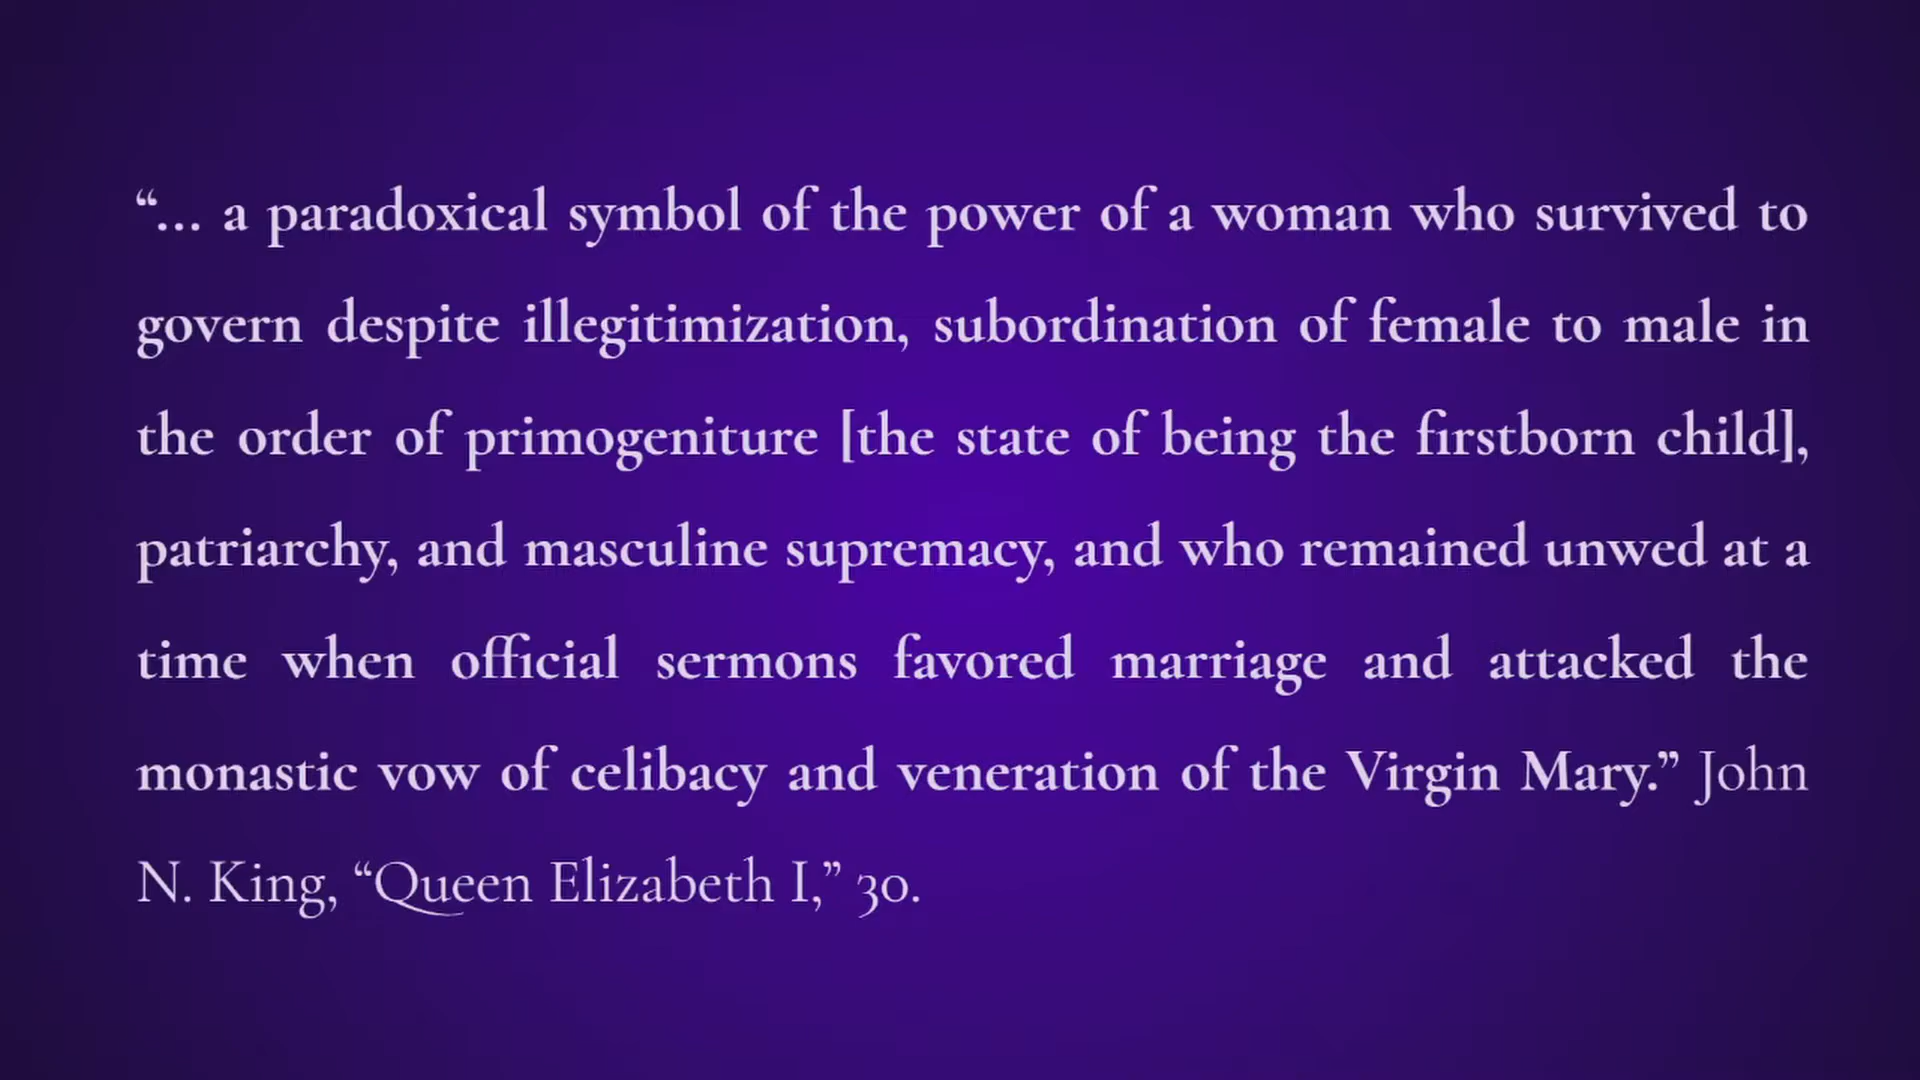 “... a paradoxical symbol of the power of a woman who survived to
govern despite illegitimization, subordination of female to male in
the order of primogeniture [the state of being the firstborn child],
patriarchy, and masculine supremacy, and who remained unwed at a
time when official sermons favored marriage and attacked the
monastic vow of celibacy and veneration of the Virgin Mary.” John
N. King, “Queen Elizabeth I,” 30.